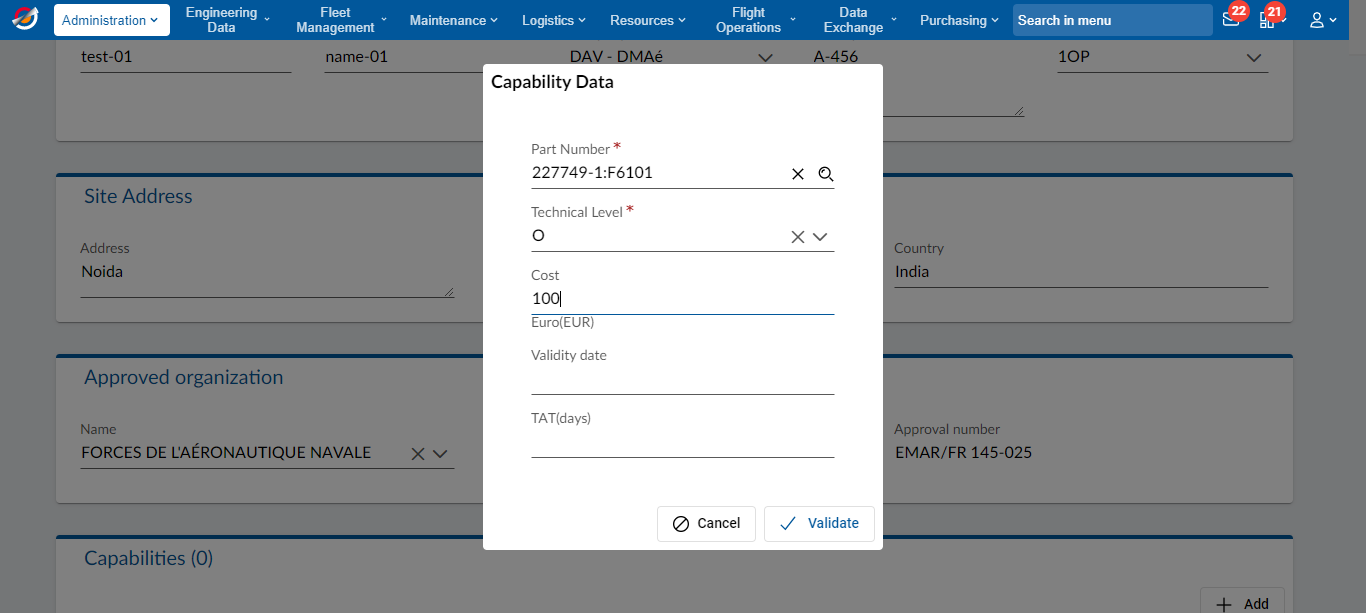 Administration
Engineering
Data
Fleet
Management
Maintenance
Logistics
Resources
Flight
Operations
Data
Exchange
Purchasing
Search in menu
22
21
test-01
name-01
DAV - DMAé
A-456
1OP
Capability Data
Part Number *
227749-1:F6101
Technical Level *
O
Cost
100
Euro(EUR)
Validity date
TAT(days)
Cancel
Validate
Site Address
Address
Noida
Country
India
Approved organization
Name
FORCES DE L'AÉRONAUTIQUE NAVALE
Approval number
EMAR/FR 145-025
Capabilities (0)
Add